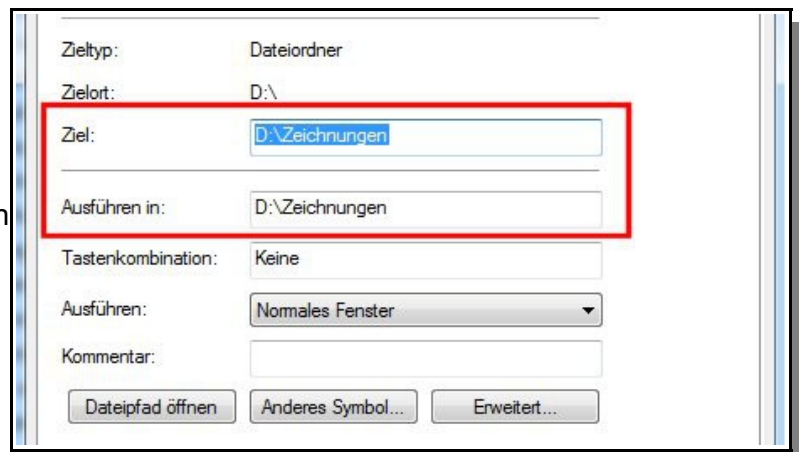 Zieltyp: Dateiordner
Zielort: D:\
Ziel: D:\Zeichnungen
Ausführen in: D:\Zeichnungen
Tastenkombination: Keine
Ausführen: Normales Fenster
Kommentar:
Dateipfad öffnen Anderes Symbol... Erweitert...